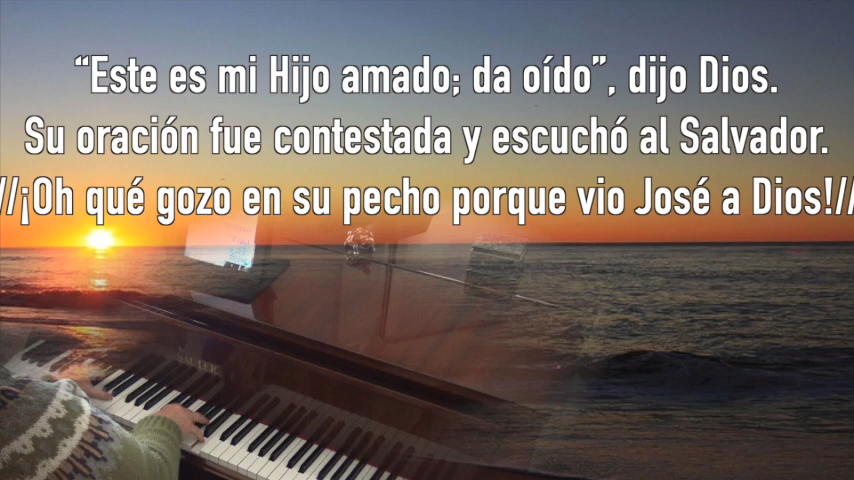 “Este es mi Hijo amado; da oído”, dijo Dios.
Su oración fue contestada y escuchó al Salvador.
//¡Oh qué gozo en su pecho porque vio José a Dios!//
SAUTER